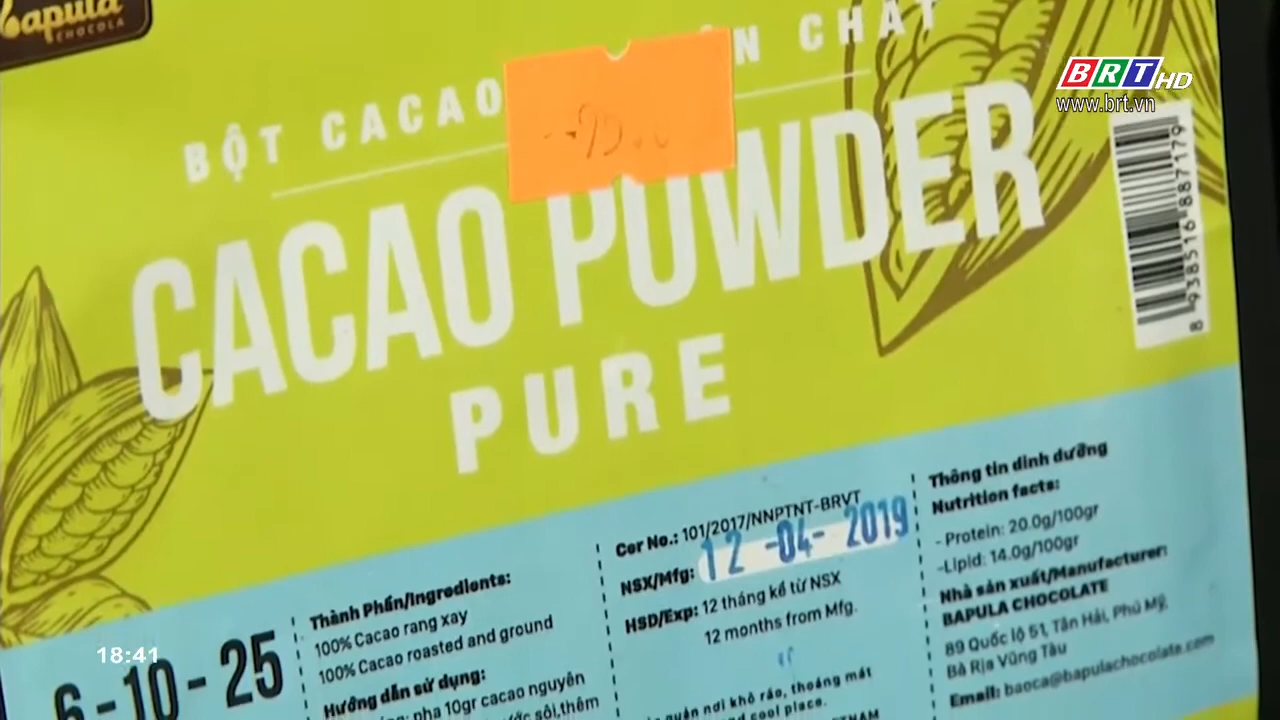 Bapula
CHOCOLA
BRT HD
www.brt.vn
BỘT CACAO
N CHẤT
CACAO POWDER
PURE
8 938516 887179
6-10-25
18:41
Thành Phần/Ingredients:
100% Cacao rang xay
100% Cacao roasted and ground
Hướng dẫn sử dụng:
pha 10gr cacao nguyên
sôi,thêm
Cer No.: 101/2017/NNPTNT-BRVT
NSX/Mfg: 12 -04- 2019
HSD/Exp: 12 tháng kể từ NSX
12 months from Mfg.
quản nơi khô ráo, thoáng mát
cool place.
Thông tin dinh dưỡng
Nutrition facts:
- Protein: 20.0g/100gr
-Lipid: 14.0g/100gr
Nhà sản xuất/Manufacturer:
BAPULA CHOCOLATE
89 Quốc lộ 51, Tân Hải, Phú Mỹ,
Bà Rịa Vũng Tàu
Email: baoca@bapulachocolate.com